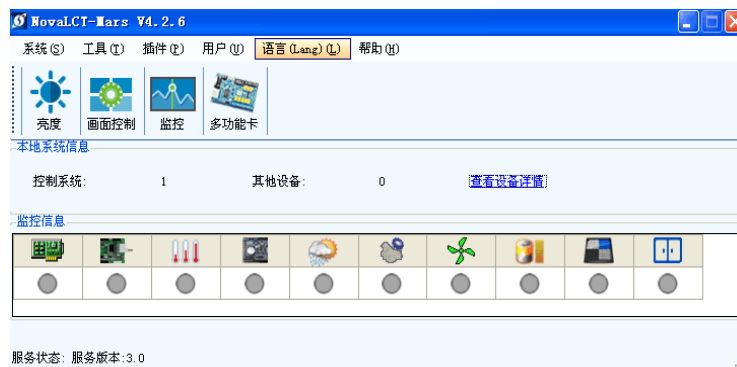 NovaLCT-Mars V4.2.6
系统(S) 工具(T) 插件(P) 用户(U) 语言(Lang)(L) 帮助(H)
亮度 画面控制 监控 多功能卡
本地系统信息
控制系统: 1 其他设备: 0 查看设备详情
监控信息
服务状态: 服务版本:3.0